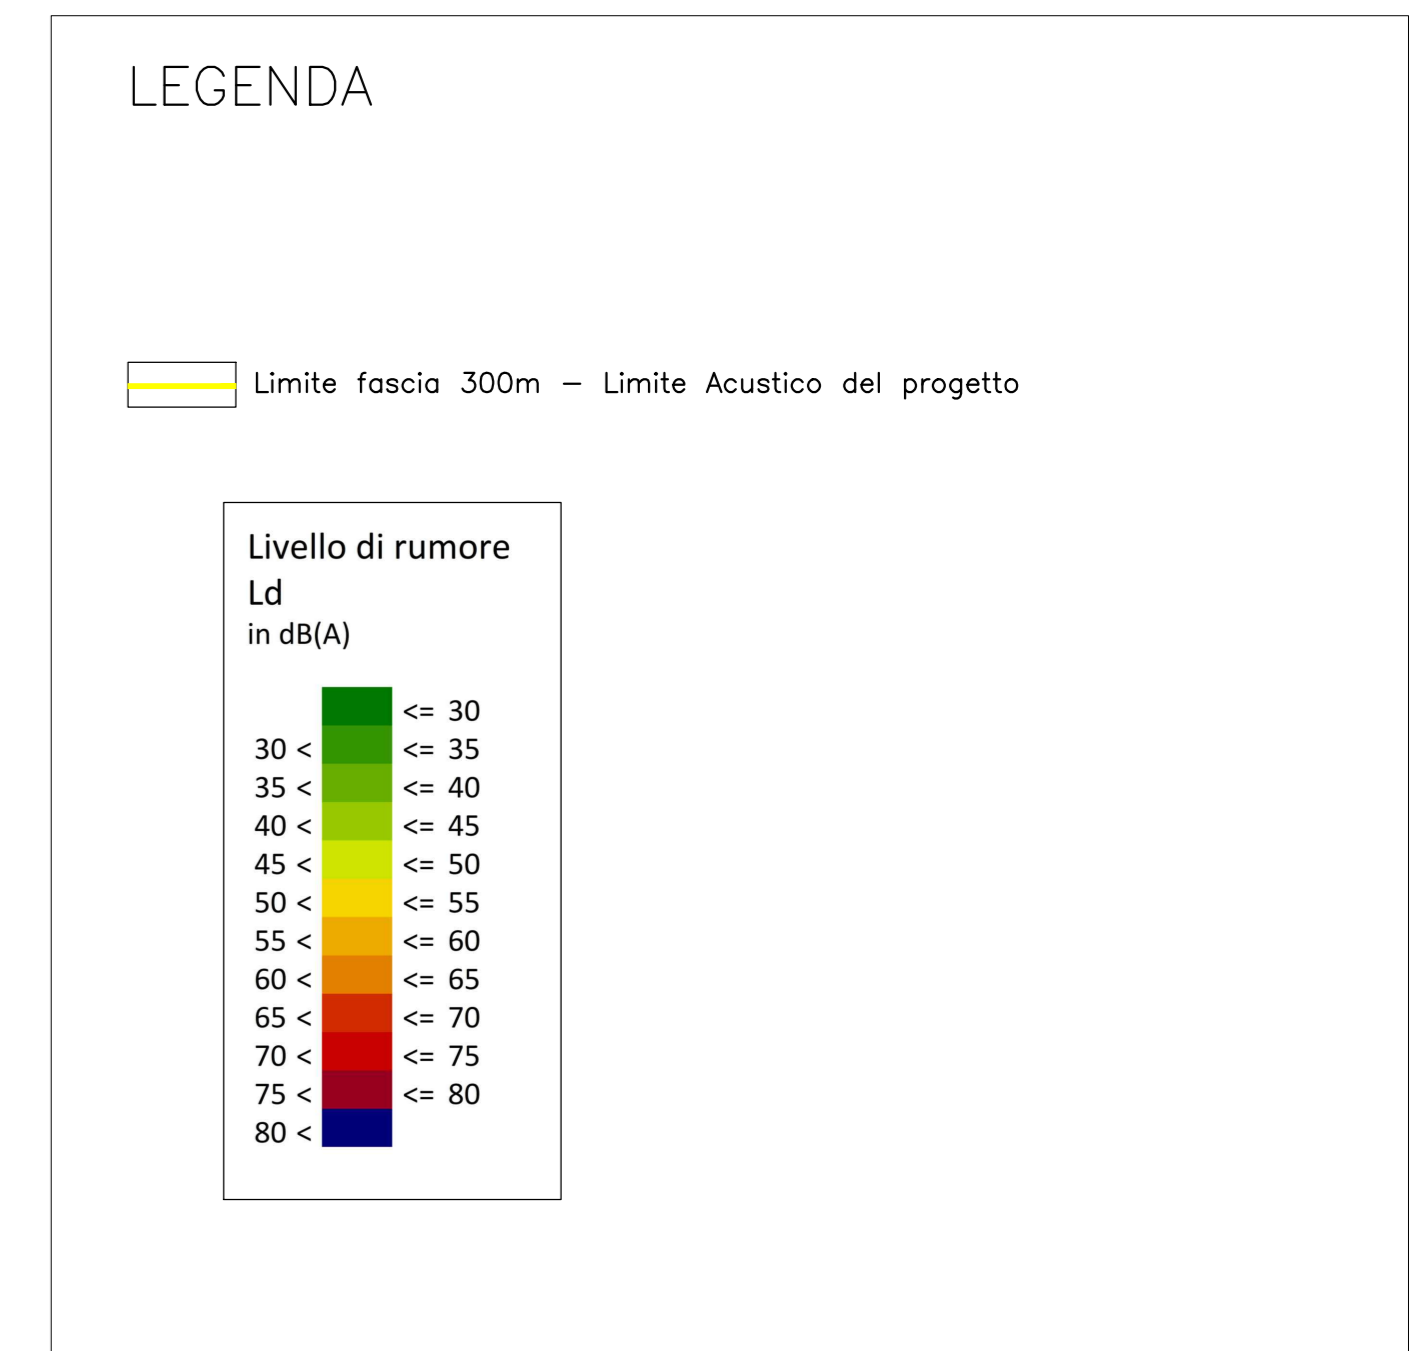 LEGENDA
Limite fascia 300m – Limite Acustico del progetto
Livello di rumore
Ld
in dB(A)
<= 30
30 < <= 35
35 < <= 40
40 < <= 45
45 < <= 50
50 < <= 55
55 < <= 60
60 < <= 65
65 < <= 70
70 < <= 75
75 < <= 80
80 <